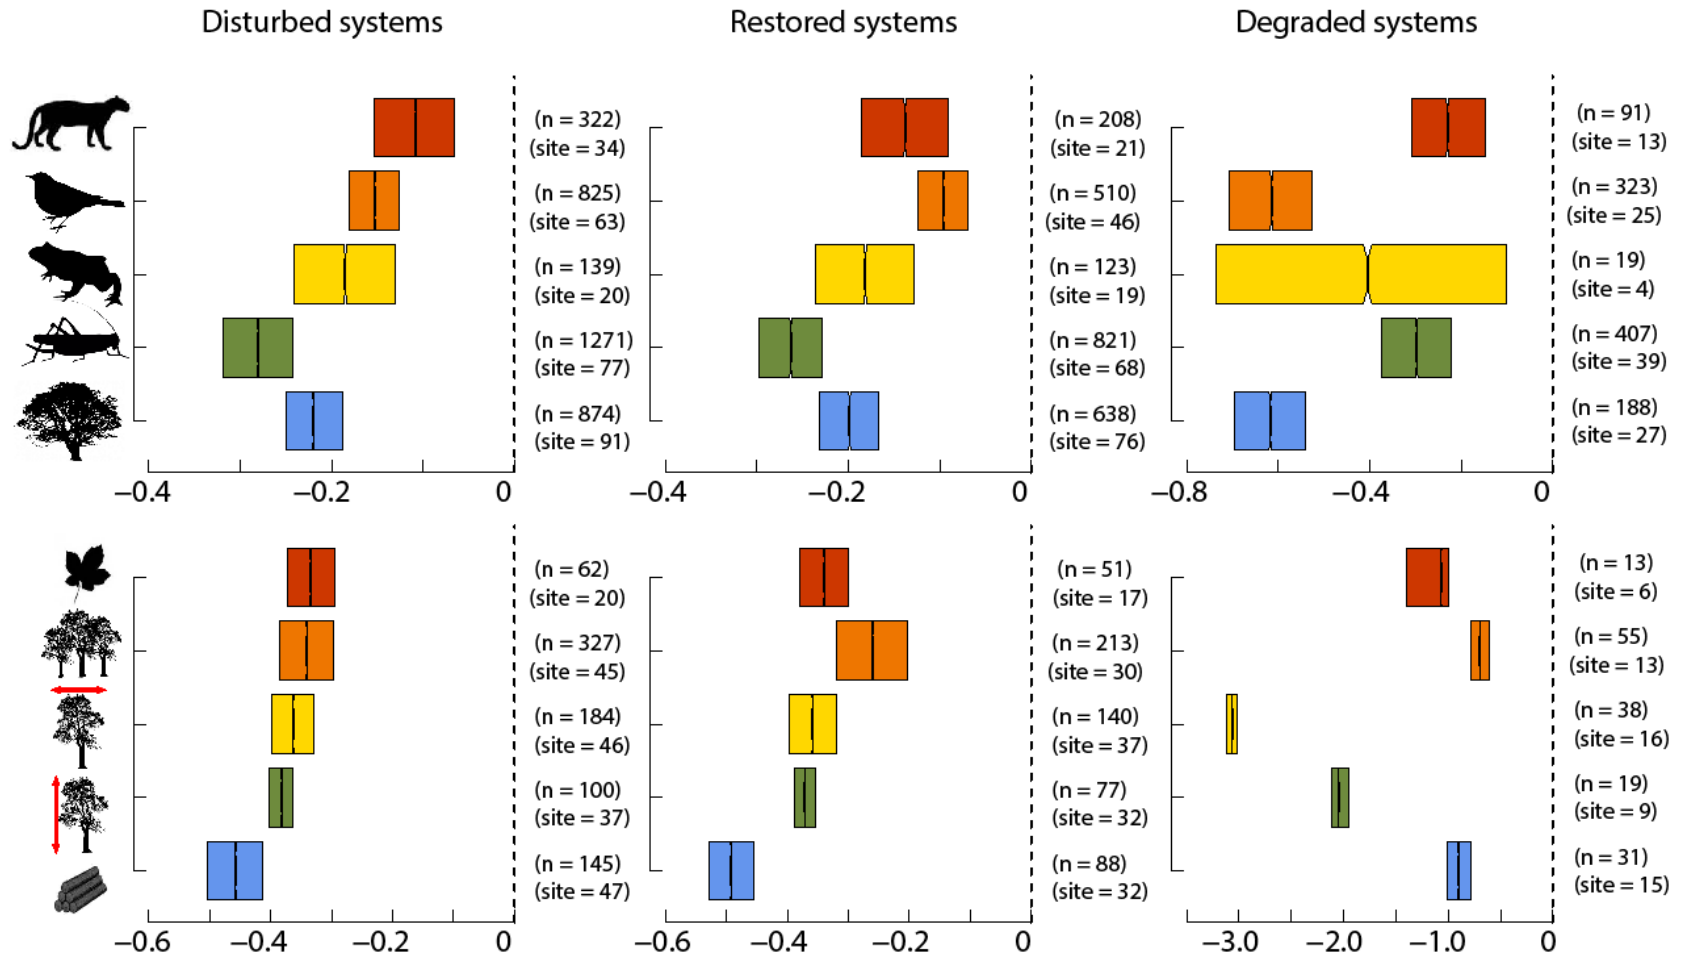 Disturbed systems
Restored systems
Degraded systems
(n = 322)
(site = 34)
(n = 208)
(site = 21)
(n = 91)
(site = 13)
(n = 825)
(site = 63)
(n = 510)
(site = 46)
(n = 323)
(site = 25)
(n = 139)
(site = 20)
(n = 123)
(site = 19)
(n = 19)
(site = 4)
(n = 1271)
(site = 77)
(n = 821)
(site = 68)
(n = 407)
(site = 39)
(n = 874)
(site = 91)
(n = 638)
(site = 76)
(n = 188)
(site = 27)
−0.4 −0.2 0
−0.4 −0.2 0
−0.8 −0.4 0
(n = 62)
(site = 20)
(n = 51)
(site = 17)
(n = 13)
(site = 6)
(n = 327)
(site = 45)
(n = 213)
(site = 30)
(n = 55)
(site = 13)
(n = 184)
(site = 46)
(n = 140)
(site = 37)
(n = 38)
(site = 16)
(n = 100)
(site = 37)
(n = 77)
(site = 32)
(n = 19)
(site = 9)
(n = 145)
(site = 47)
(n = 88)
(site = 32)
(n = 31)
(site = 15)
−0.6 −0.4 −0.2 0
−0.6 −0.4 −0.2 0
−3.0 −2.0 −1.0 0